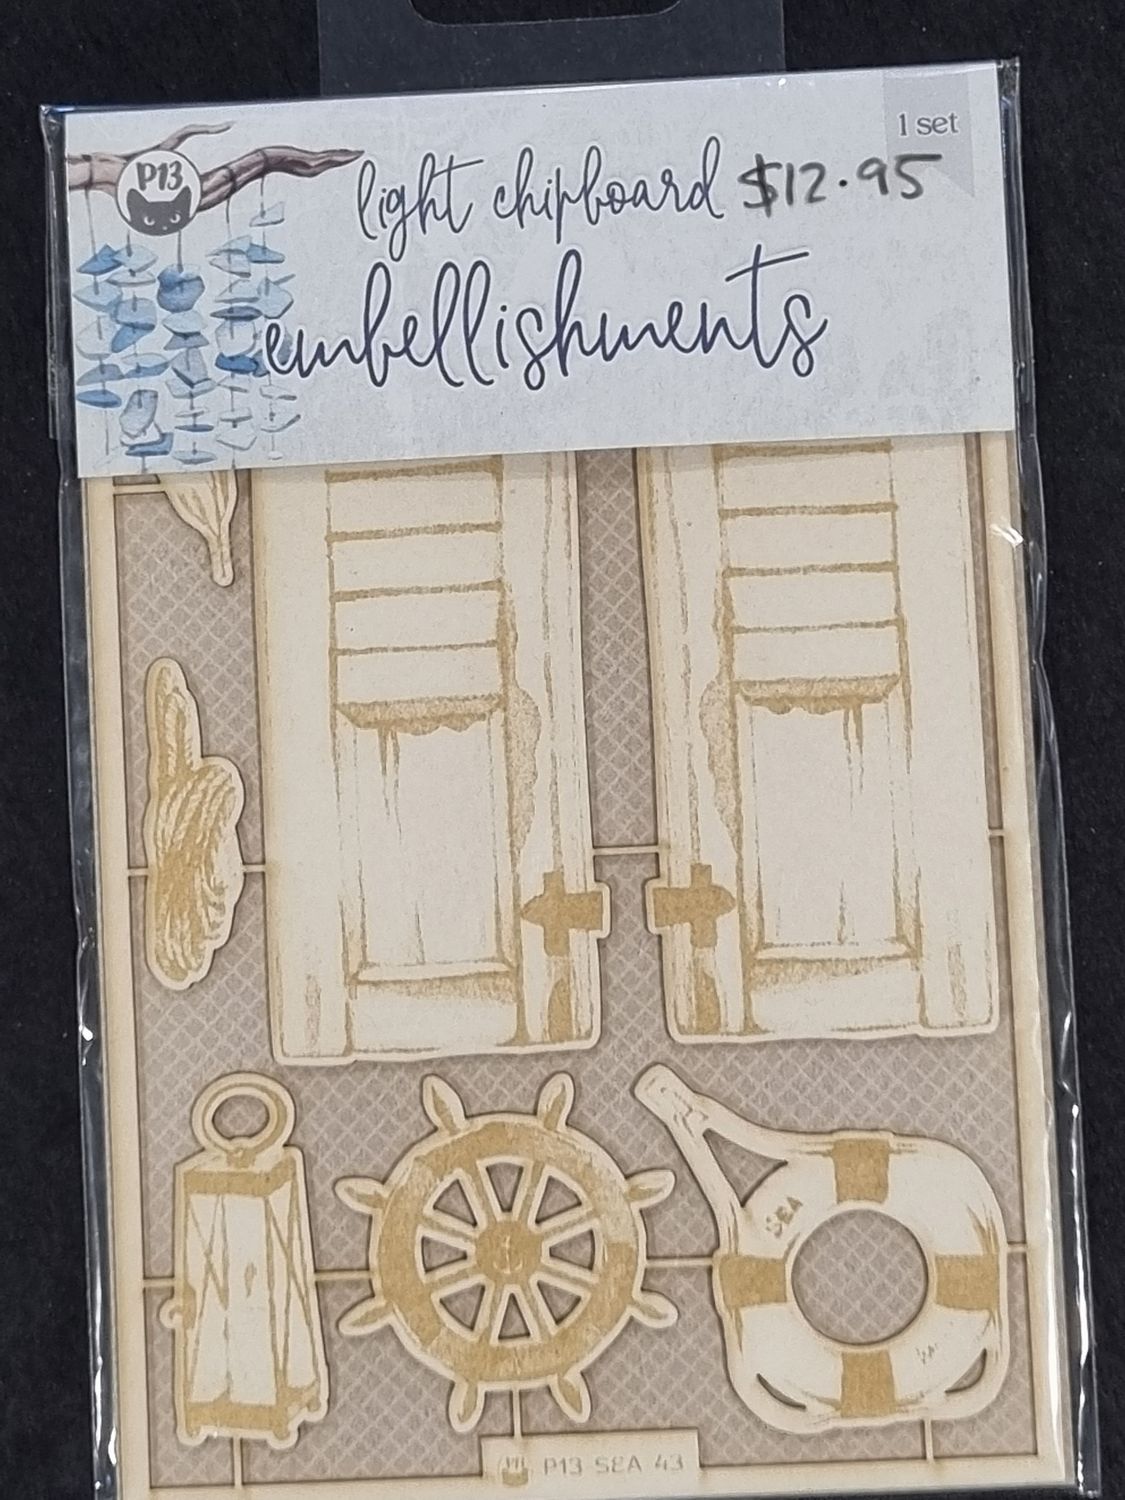 1 set
P13
light chipboard $12.95
embellishments
SEA
P13 SEA 43